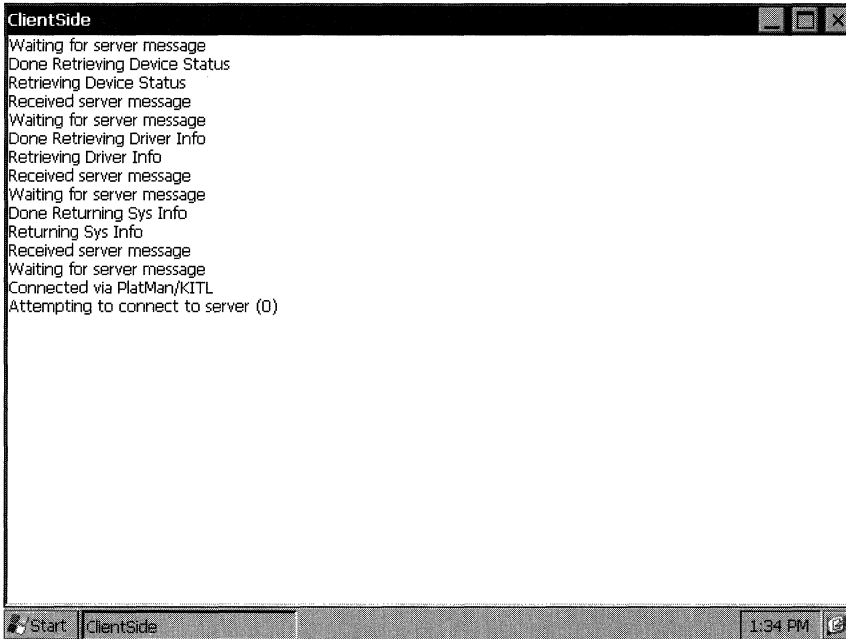 ClientSide
Waiting for server message
Done Retrieving Device Status
Retrieving Device Status
Received server message
Waiting for server message
Done Retrieving Driver Info
Retrieving Driver Info
Received server message
Waiting for server message
Done Returning Sys Info
Returning Sys Info
Received server message
Waiting for server message
Connected via PlatMan/KITL
Attempting to connect to server (0)
Start ClientSide 1:34 PM